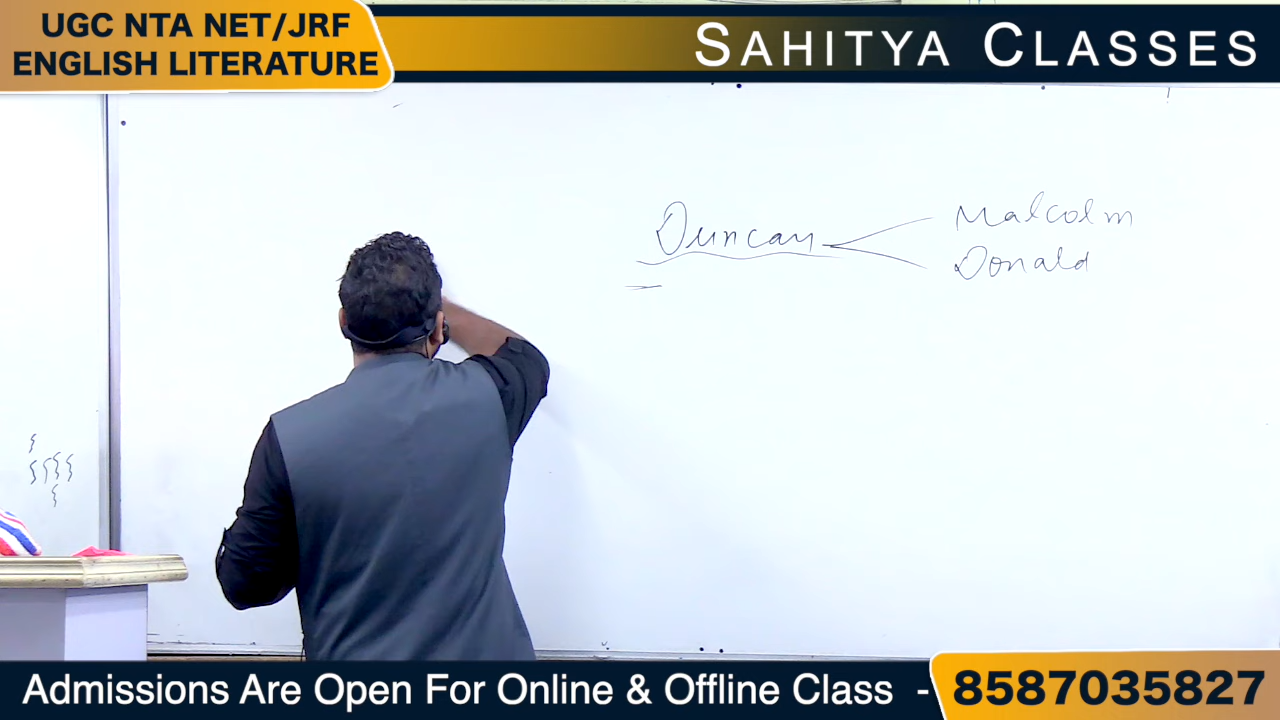 UGC NTA NET/JRF
ENGLISH LITERATURE
SAHITYA CLASSES
Duncan
Malcolm
Donald
Admissions Are Open For Online & Offline Class - 8587035827